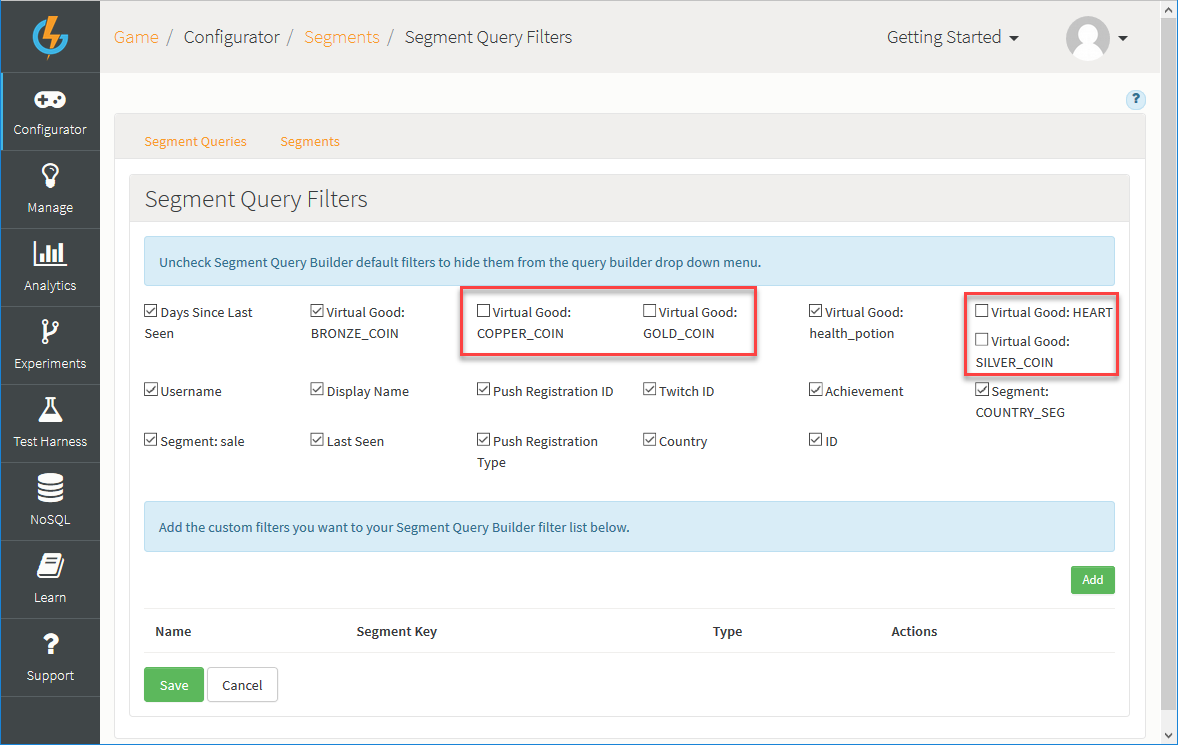 Game / Configurator / Segments / Segment Query Filters
Getting Started
?
Configurator
Manage
Analytics
Experiments
Test Harness
NoSQL
Learn
?
Support
Segment Queries
Segments
Segment Query Filters
Uncheck Segment Query Builder default filters to hide them from the query builder drop down menu.
Days Since Last
Seen
Virtual Good:
BRONZE_COIN
Virtual Good:
COPPER_COIN
Virtual Good:
GOLD_COIN
Virtual Good:
health_potion
Virtual Good: HEART
Virtual Good:
SILVER_COIN
Username
Display Name
Push Registration ID
Twitch ID
Achievement
Segment:
COUNTRY_SEG
Segment: sale
Last Seen
Push Registration
Type
Country
ID
Add the custom filters you want to your Segment Query Builder filter list below.
Add
Name
Segment Key
Type
Actions
Save
Cancel